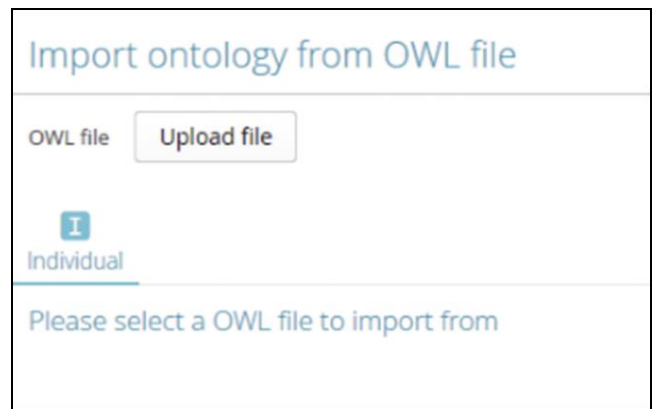 Import ontology from OWL file
OWL file Upload file
I
Individual
Please select a OWL file to import from